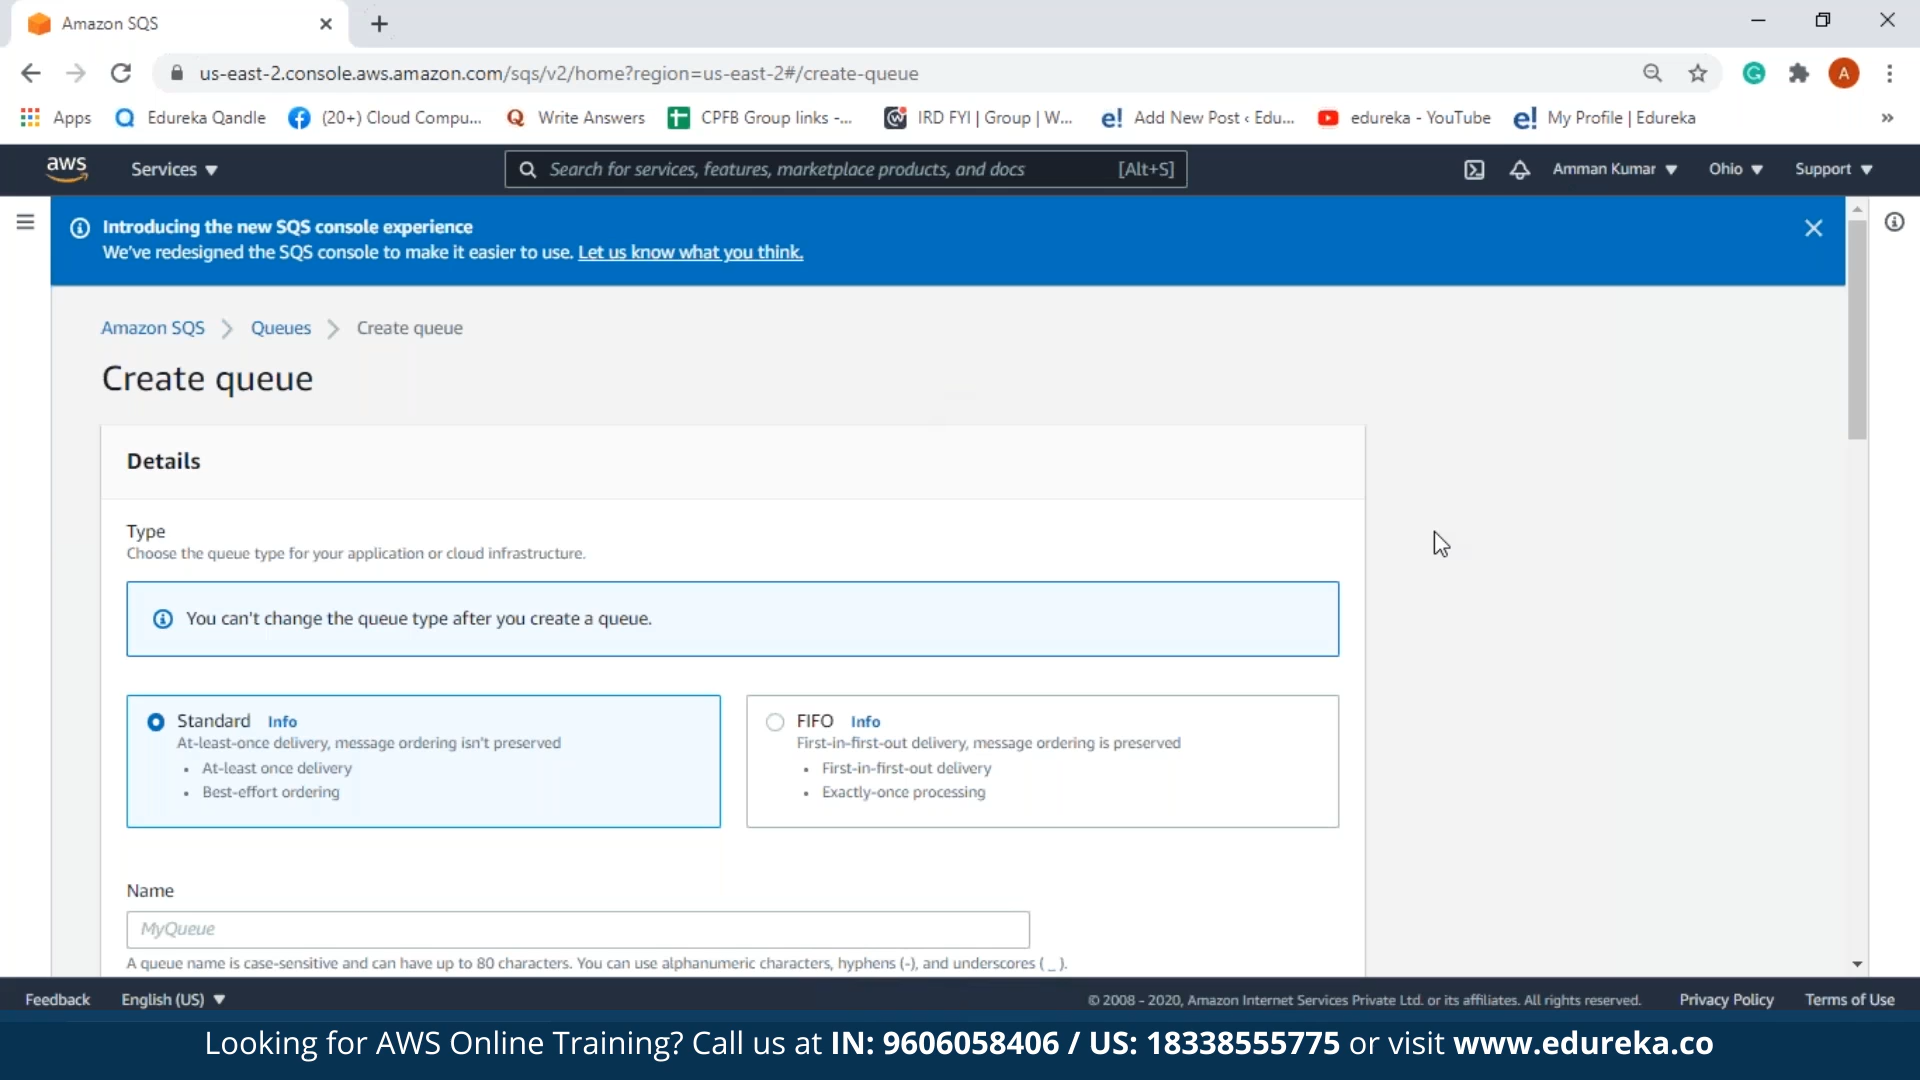 Amazon SQS
us-east-2.console.aws.amazon.com/sqs/v2/home?region=us-east-2#/create-queue
A
Apps Edureka Qandle (20+) Cloud Compu... Write Answers CPFB Group links -... IRD FYI | Group | W... e! Add New Post ‹ Edu... edureka - YouTube e! My Profile | Edureka »
aws Services Search for services, features, marketplace products, and docs [Alt+S] Amman Kumar Ohio Support
Introducing the new SQS console experience
We've redesigned the SQS console to make it easier to use. Let us know what you think.
Amazon SQS Queues Create queue
Create queue
Details
Type
Choose the queue type for your application or cloud infrastructure.
You can't change the queue type after you create a queue.
Standard Info
At-least-once delivery, message ordering isn't preserved
• At-least once delivery
• Best-effort ordering
FIFO Info
First-in-first-out delivery, message ordering is preserved
• First-in-first-out delivery
• Exactly-once processing
Name
MyQueue
A queue name is case-sensitive and can have up to 80 characters. You can use alphanumeric characters, hyphens (-), and underscores ( _ ).
Feedback English (US) © 2008 - 2020, Amazon Internet Services Private Ltd. or its affiliates. All rights reserved. Privacy Policy Terms of Use
Looking for AWS Online Training? Call us at IN: 9606058406 / US: 18338555775 or visit www.edureka.co